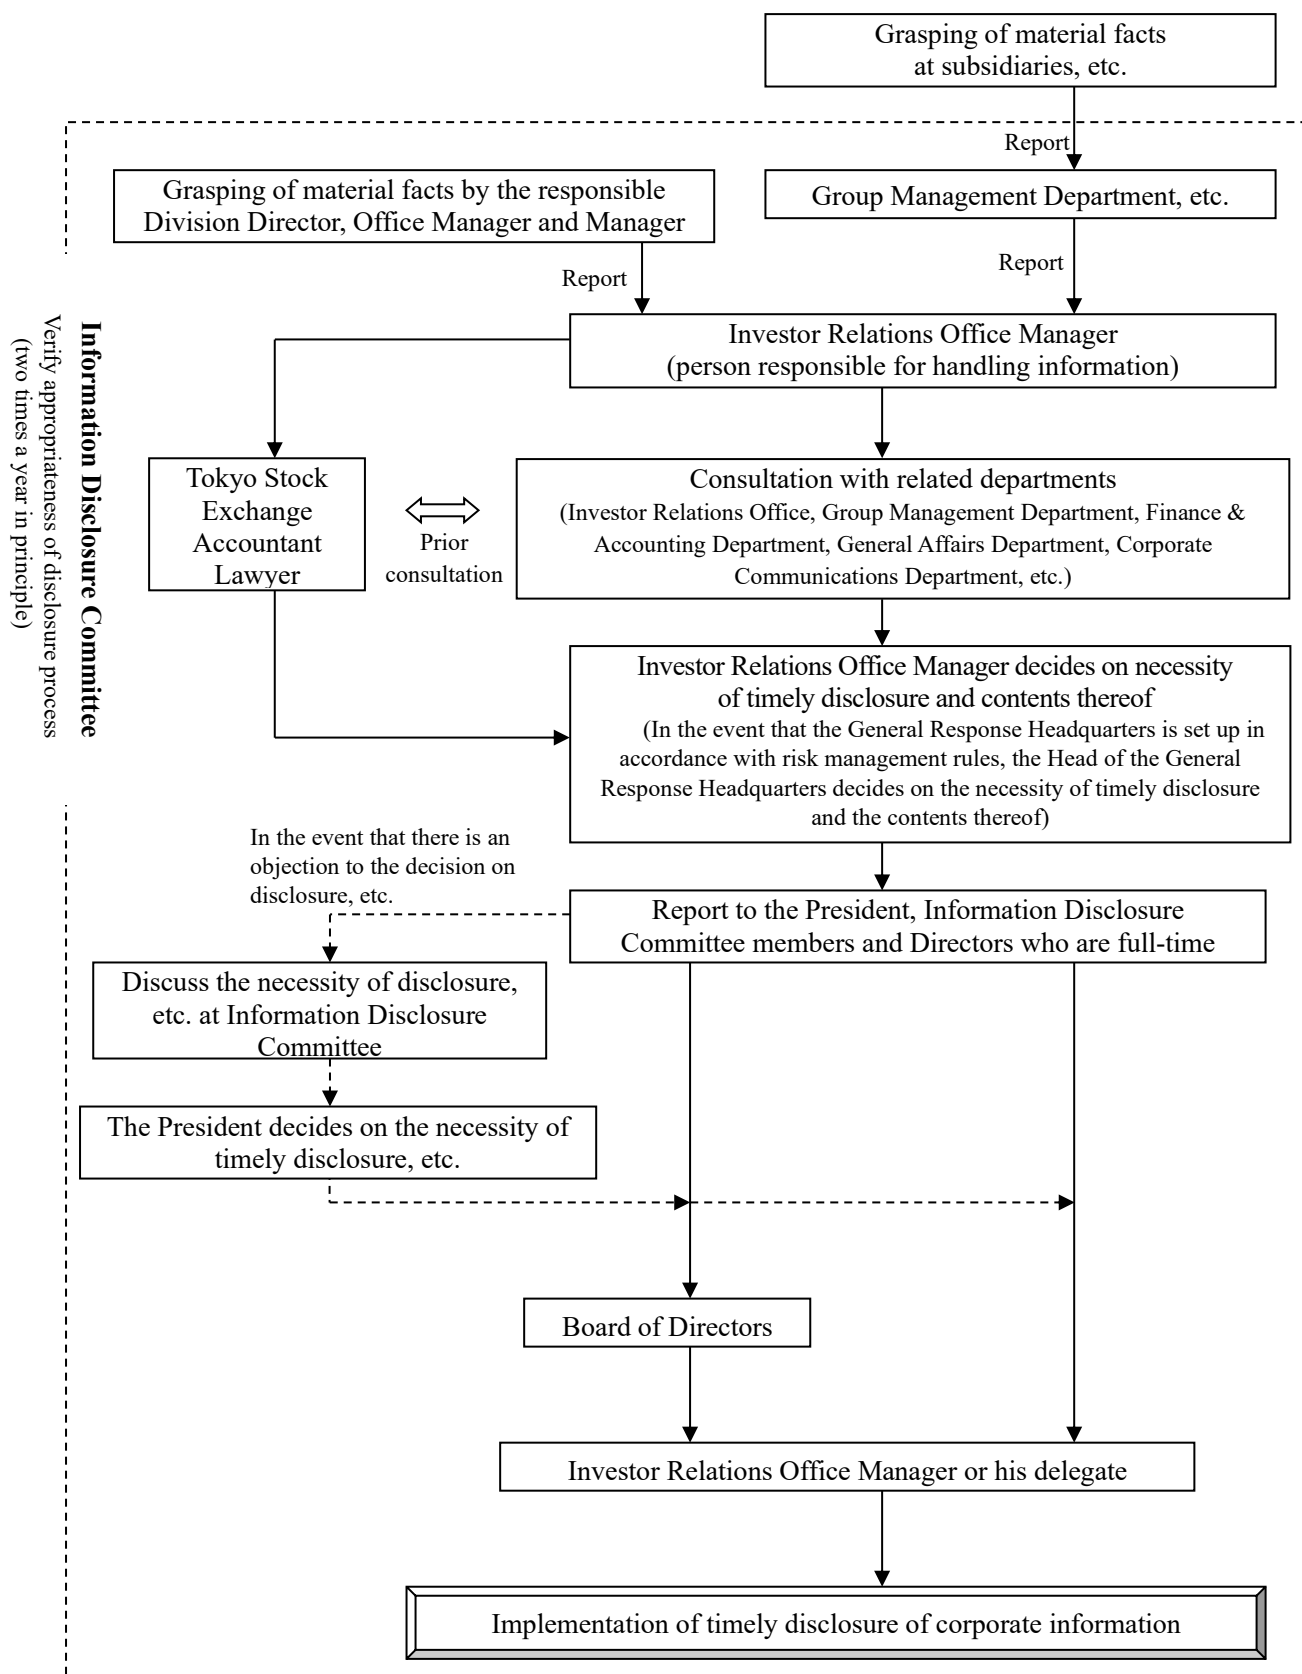 Grasping of material facts
at subsidiaries, etc.
Report
Grasping of material facts by the responsible
Division Director, Office Manager and Manager
Group Management Department, etc.
Report
Report
Investor Relations Office Manager
(person responsible for handling information)
Information Disclosure Committee
Verify appropriateness of disclosure process
(two times a year in principle)
Tokyo Stock
Exchange
Accountant
Lawyer
Prior
consultation
Consultation with related departments
(Investor Relations Office, Group Management Department, Finance &
Accounting Department, General Affairs Department, Corporate
Communications Department, etc.)
Investor Relations Office Manager decides on necessity
of timely disclosure and contents thereof
(In the event that the General Response Headquarters is set up in
accordance with risk management rules, the Head of the General
Response Headquarters decides on the necessity of timely disclosure
and the contents thereof)
In the event that there is an
objection to the decision on
disclosure, etc.
Report to the President, Information Disclosure
Committee members and Directors who are full-time
Discuss the necessity of disclosure,
etc. at Information Disclosure
Committee
The President decides on the necessity of
timely disclosure, etc.
Board of Directors
Investor Relations Office Manager or his delegate
Implementation of timely disclosure of corporate information